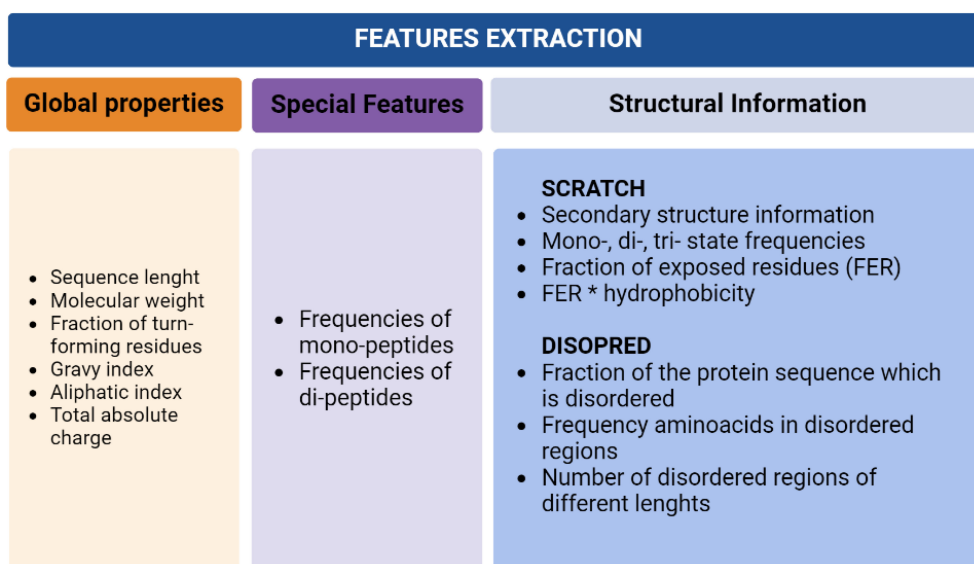 FEATURES EXTRACTION
Global properties
Special Features
Structural Information
• Sequence lenght
• Molecular weight
• Fraction of turn-
forming residues
• Gravy index
• Aliphatic index
• Total absolute
charge
• Frequencies of
mono-peptides
• Frequencies of
di-peptides
SCRATCH
• Secondary structure information
• Mono-, di-, tri- state frequencies
• Fraction of exposed residues (FER)
• FER * hydrophobicity
DISOPRED
• Fraction of the protein sequence which
is disordered
• Frequency aminoacids in disordered
regions
• Number of disordered regions of
different lenghts